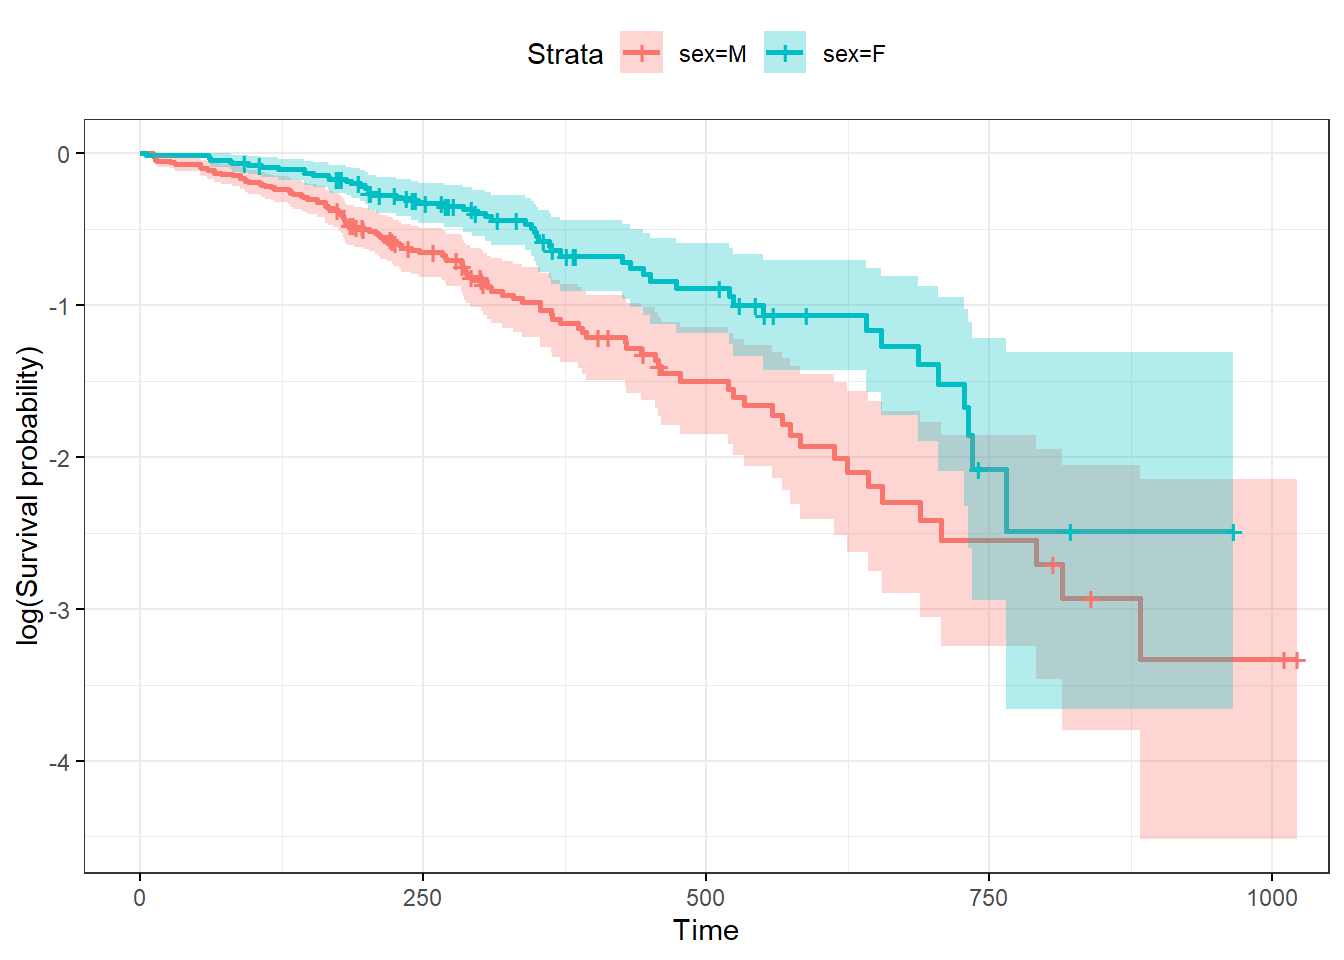 Strata sex=M sex=F
log(Survival probability)
0
-1
-2
-3
-4
0 250 500 750 1000
Time